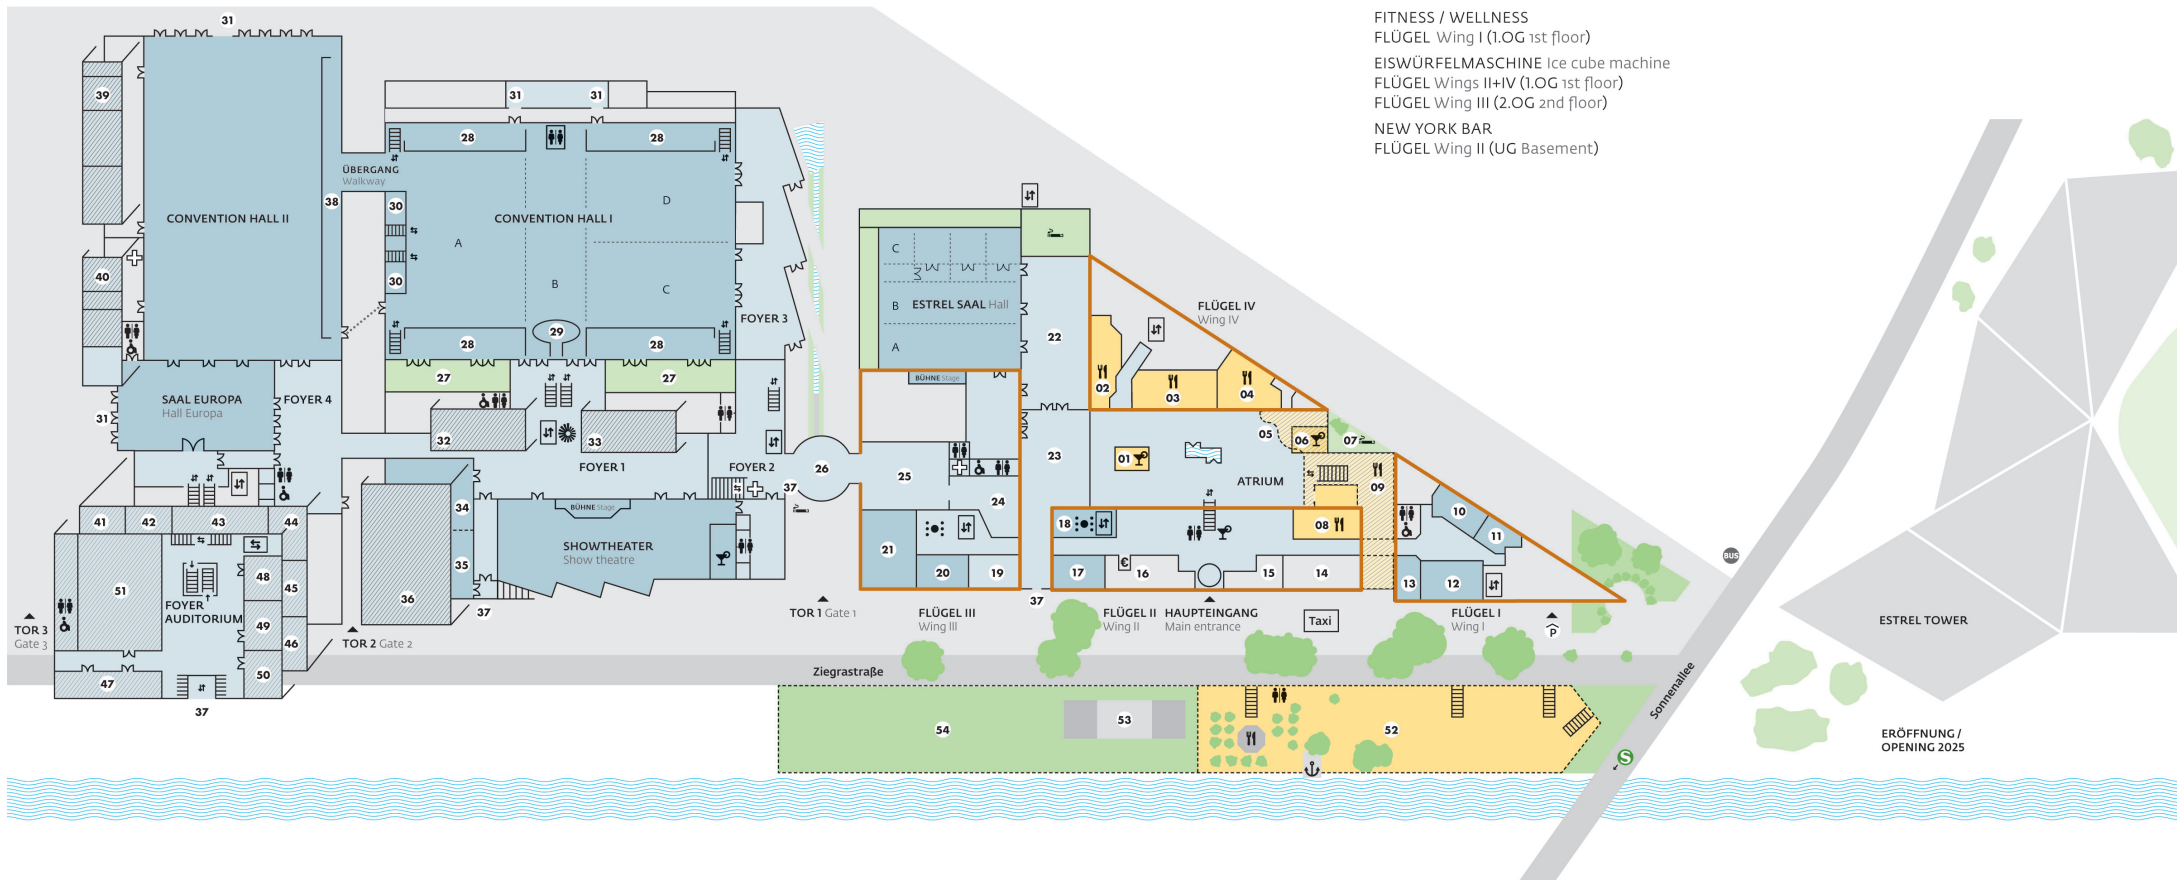 FITNESS / WELLNESS
FLÜGEL Wing I (1.OG 1st floor)
EISWÜRFELMASCHINE Ice cube machine
FLÜGEL Wings II+IV (1.OG 1st floor)
FLÜGEL Wing III (2.OG 2nd floor)
NEW YORK BAR
FLÜGEL Wing II (UG Basement)
31
39
40
38
CONVENTION HALL II
ÜBERGANG
Walkway
31
31
28
28
30
30
CONVENTION HALL I
A
B
C
D
28
28
29
27
27
FOYER 3
SAAL EUROPA
Hall Europa
31
FOYER 4
32
33
FOYER 1
FOYER 2
37
26
34
35
36
37
BÜHNE Stage
SHOWTHEATER
Show theatre
41
42
43
44
45
46
47
48
49
50
51
FOYER
AUDITORIUM
37
TOR 3
Gate 3
TOR 2 Gate 2
TOR 1 Gate 1
C
B
A
ESTREL SAAL Hall
BÜHNE Stage
22
23
25
24
21
20
19
37
FLÜGEL III
Wing III
FLÜGEL IV
Wing IV
02
03
04
05
06
07
01
ATRIUM
09
08
18
17
€
16
15
14
10
11
13
12
FLÜGEL II
Wing II
HAUPTEINGANG
Main entrance
Taxi
FLÜGEL I
Wing I
P
BUS
ESTREL TOWER
Ziegrastraße
Sonnenallee
54
53
52
S
ERÖFFNUNG /
OPENING 2025